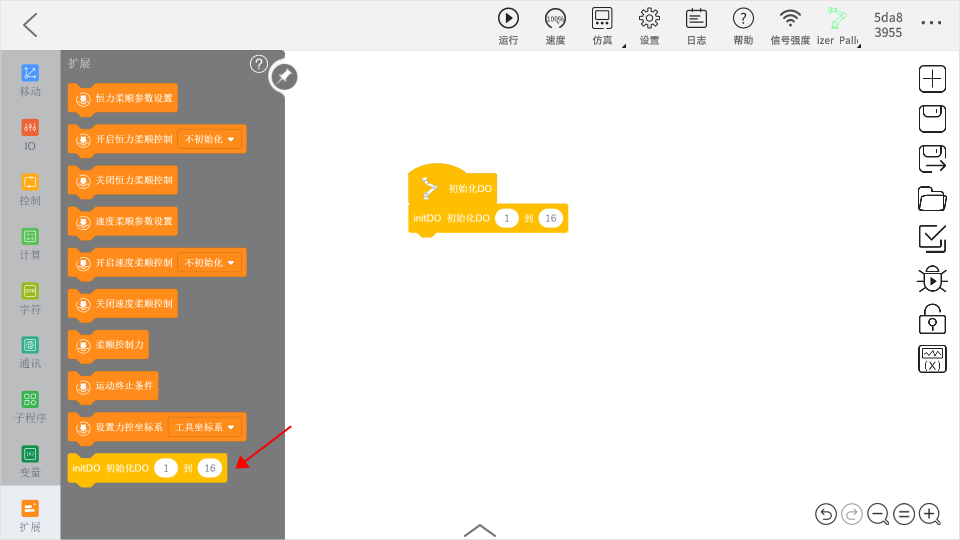 100%
运行
速度
仿真
设置
日志
?
帮助
信号强度
izer Palle
5da8
3955
移动
IO
控制
计算
STR
字符
通讯
子程序
变量
扩展
扩展
?
恒力柔顺参数设置
开启恒力柔顺控制 不初始化
关闭恒力柔顺控制
速度柔顺参数设置
开启速度柔顺控制 不初始化
关闭速度柔顺控制
柔顺控制力
运动终止条件
设置力控坐标系 工具坐标系
initDO 初始化DO 1 到 16
初始化DO
initDO 初始化DO 1 到 16
(X)